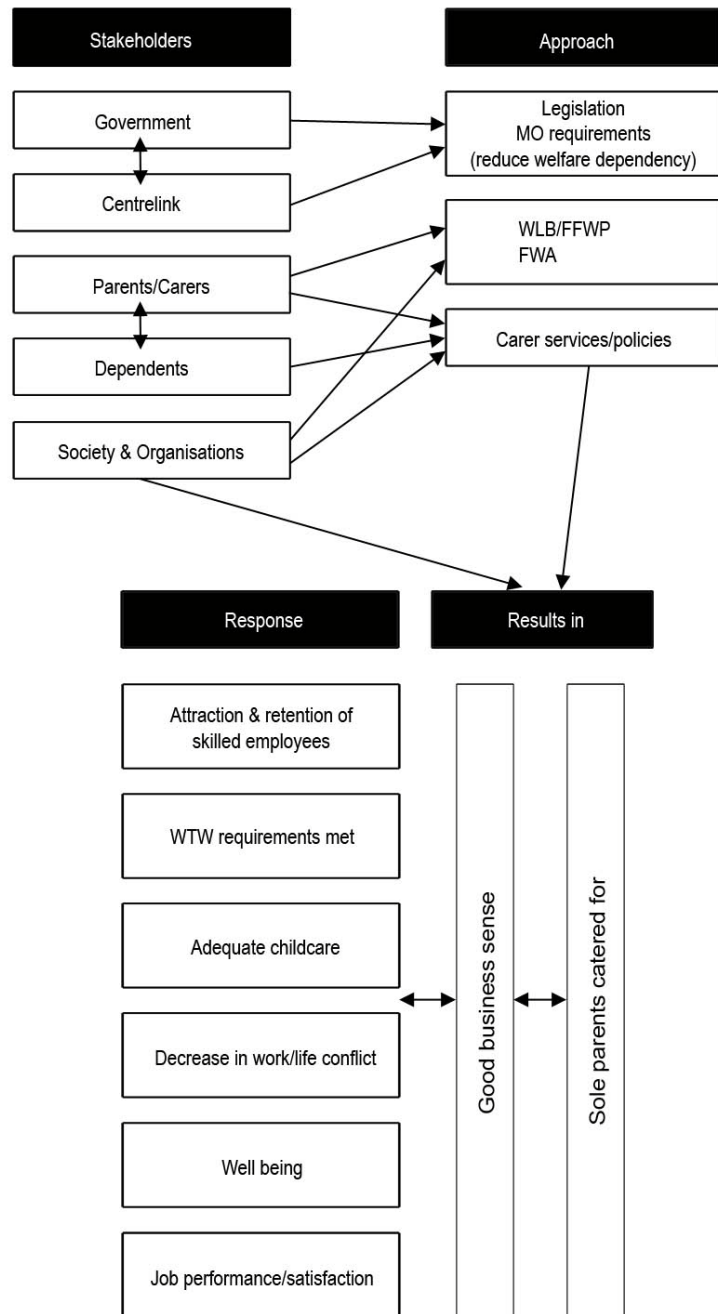 Stakeholders
Approach
Government
Centrelink
Parents/Carers
Dependents
Society & Organisations
Legislation
MO requirements
(reduce welfare dependency)
WLB/FFWP
FWA
Carer services/policies
Response
Results in
Attraction & retention of
skilled employees
WTW requirements met
Adequate childcare
Decrease in work/life conflict
Well being
Job performance/satisfaction
Good business sense
Sole parents catered for